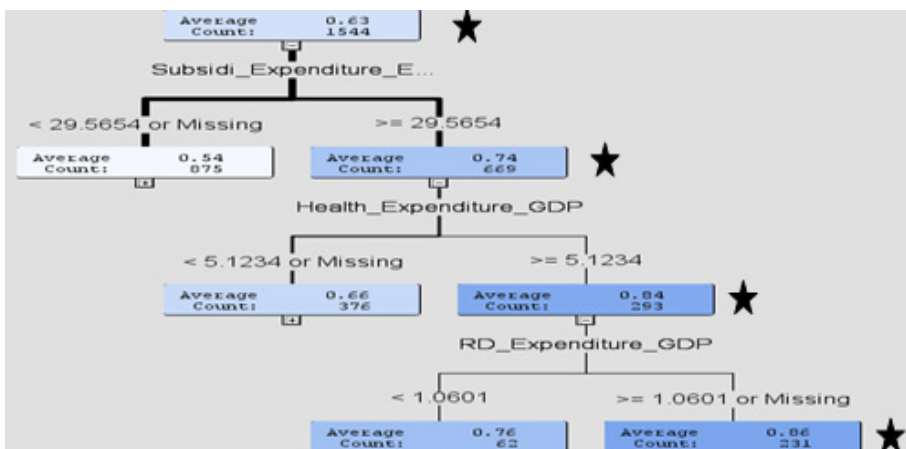 Average 0.63
Count: 1544
Subsidi_Expenditure_E...
< 29.5654 or Missing >= 29.5654
Average 0.54 Average 0.74
Count: 875 Count: 669
Health_Expenditure_GDP
< 5.1234 or Missing >= 5.1234
Average 0.66 Average 0.84
Count: 376 Count: 293
RD_Expenditure_GDP
< 1.0601 >= 1.0601 or Missing
Average 0.76 Average 0.86
Count: 62 Count: 231